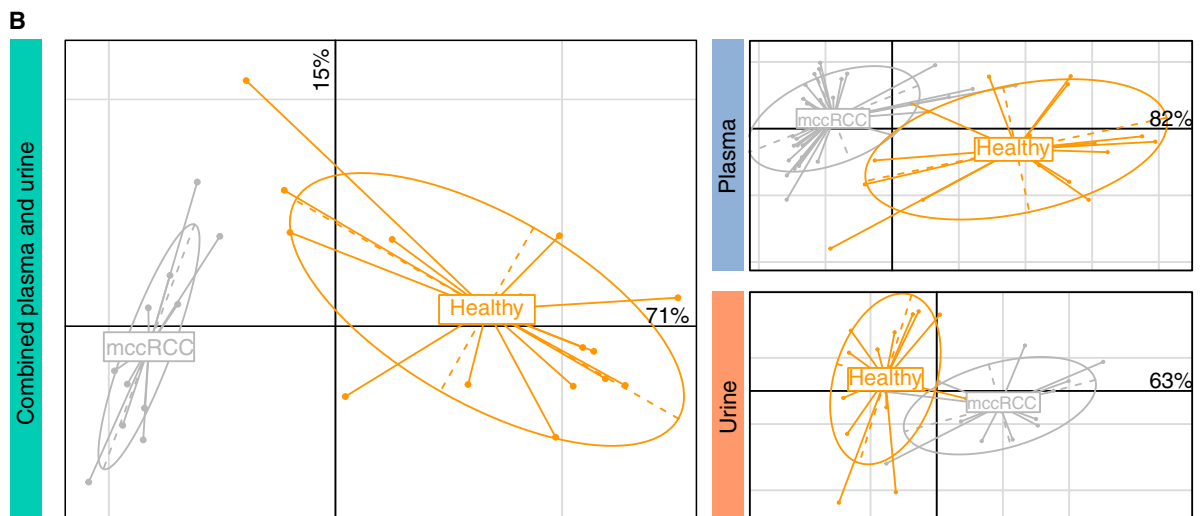 B
Combined plasma and urine
15%
71%
Healthy
mccRCC
Plasma
82%
mccRCC
Healthy
Urine
63%
Healthy
mccRCC